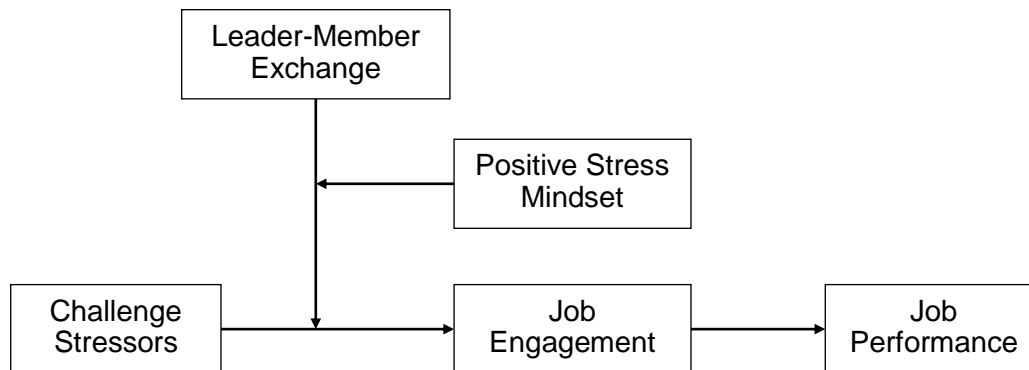 Leader-Member
Exchange
Positive Stress
Mindset
Challenge
Stressors
Job
Engagement
Job
Performance